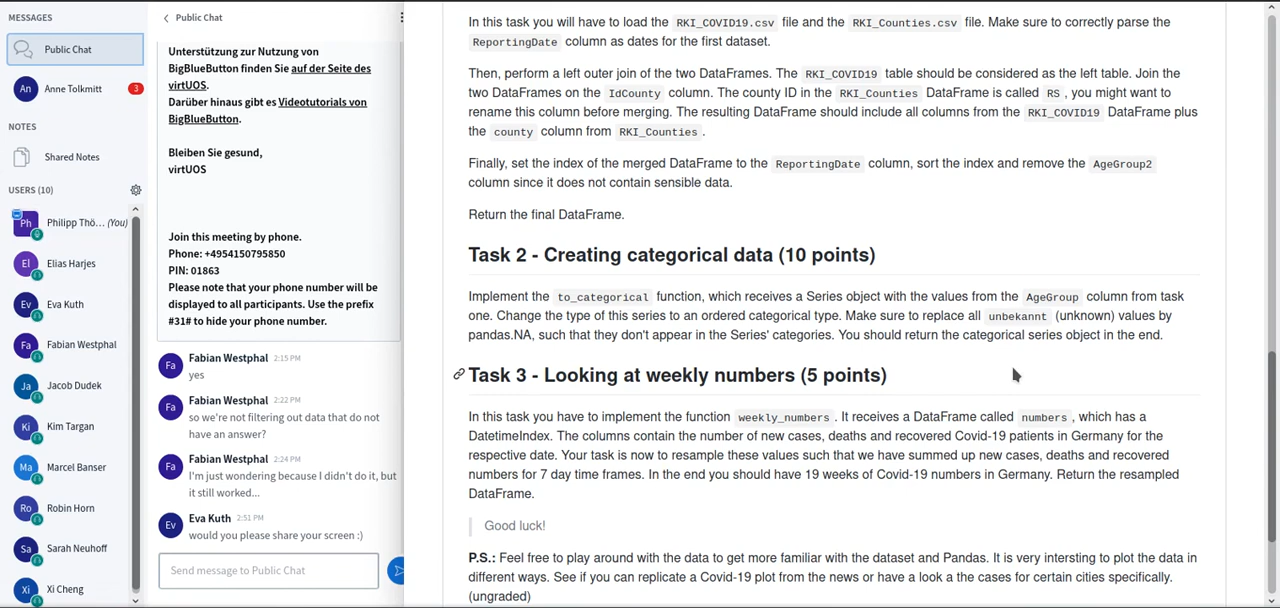 MESSAGES
Public Chat
An
Anne Tolkmitt
3
NOTES
Shared Notes
USERS (10)
Ph
Philipp Thö... (You)
El
Elias Harjes
Ev
Eva Kuth
Fa
Fabian Westphal
Ja
Jacob Dudek
Ki
Kim Targan
Ma
Marcel Banser
Ro
Robin Horn
Sa
Sarah Neuhoff
Xi
Xi Cheng
Public Chat
Unterstützung zur Nutzung von
BigBlueButton finden Sie auf der Seite des
virtUOS.
Darüber hinaus gibt es Videotutorials von
BigBlueButton.
Bleiben Sie gesund,
virtUOS
Join this meeting by phone.
Phone: +4954150795850
PIN: 01863
Please note that your phone number will be
displayed to all participants. Use the prefix
#31# to hide your phone number.
Fa
Fabian Westphal 2:15 PM
yes
Fa
Fabian Westphal 2:22 PM
so we're not filtering out data that do not
have an answer?
Fa
Fabian Westphal 2:24 PM
I'm just wondering because I didn't do it, but
it still worked...
Ev
Eva Kuth 2:51 PM
would you please share your screen :)
Send message to Public Chat
In this task you will have to load the RKI_COVID19.csv file and the RKI_Counties.csv file. Make sure to correctly parse the
ReportingDate column as dates for the first dataset.
Then, perform a left outer join of the two DataFrames. The RKI_COVID19 table should be considered as the left table. Join the
two DataFrames on the IdCounty column. The county ID in the RKI_Counties DataFrame is called RS , you might want to
rename this column before merging. The resulting DataFrame should include all columns from the RKI_COVID19 DataFrame plus
the county column from RKI_Counties .
Finally, set the index of the merged DataFrame to the ReportingDate column, sort the index and remove the AgeGroup2
column since it does not contain sensible data.
Return the final DataFrame.
Task 2 - Creating categorical data (10 points)
Implement the to_categorical function, which receives a Series object with the values from the AgeGroup column from task
one. Change the type of this series to an ordered categorical type. Make sure to replace all unbekannt (unknown) values by
pandas.NA, such that they don't appear in the Series' categories. You should return the categorical series object in the end.
Task 3 - Looking at weekly numbers (5 points)
In this task you have to implement the function weekly_numbers . It receives a DataFrame called numbers , which has a
DatetimeIndex. The columns contain the number of new cases, deaths and recovered Covid-19 patients in Germany for the
respective date. Your task is now to resample these values such that we have summed up new cases, deaths and recovered
numbers for 7 day time frames. In the end you should have 19 weeks of Covid-19 numbers in Germany. Return the resampled
DataFrame.
Good luck!
P.S.: Feel free to play around with the data to get more familiar with the dataset and Pandas. It is very intersting to plot the data in
different ways. See if you can replicate a Covid-19 plot from the news or have a look a the cases for certain cities specifically.
(ungraded)